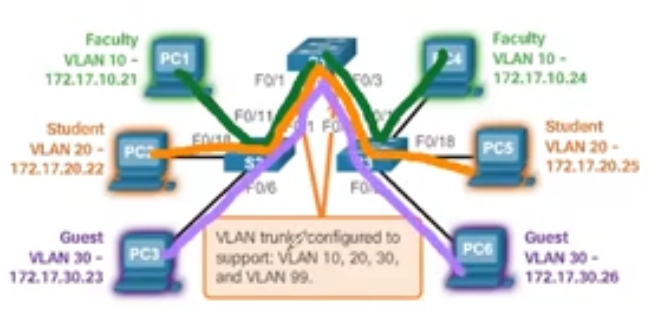 Faculty
VLAN 10 -
172.17.10.21
PC1
Faculty
VLAN 10 -
172.17.10.24
F0/1
F0/3
F0/11
Student
VLAN 20 -
172.17.20.22
F0/18
F0/18
PC5
Student
VLAN 20 -
172.17.20.25
F0/6
Guest
VLAN 30 -
172.17.30.23
PC3
VLAN trunks configured to
support: VLAN 10, 20, 30,
and VLAN 99.
PC6
Guest
VLAN 30 -
172.17.30.26